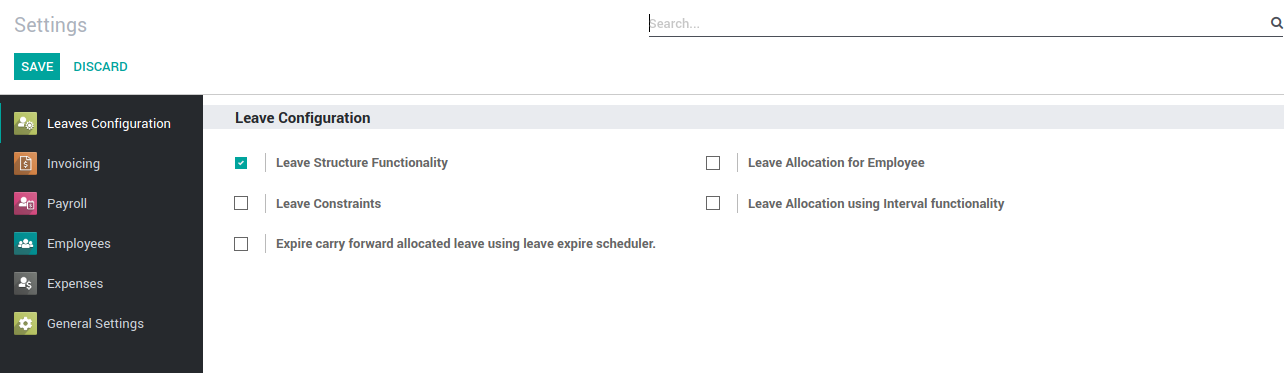 Settings
Search...
SAVE DISCARD
Leaves Configuration
Invoicing
Payroll
Employees
Expenses
General Settings
Leave Configuration
Leave Structure Functionality
Leave Allocation for Employee
Leave Constraints
Leave Allocation using Interval functionality
Expire carry forward allocated leave using leave expire scheduler.